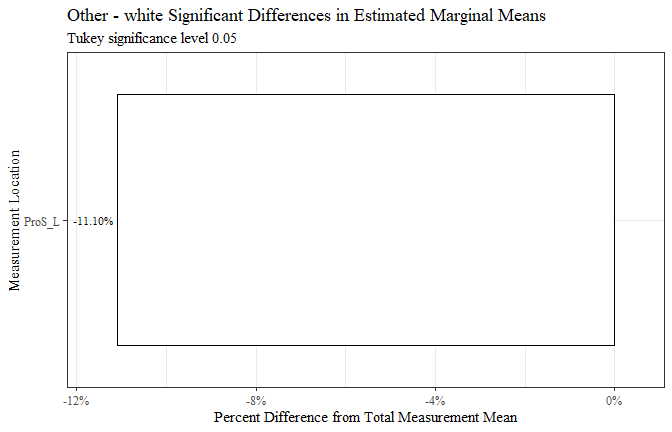 Other - white Significant Differences in Estimated Marginal Means
Tukey significance level 0.05
Measurement Location
ProS_L
-11.10%
-12%
-8%
-4%
0%
Percent Difference from Total Measurement Mean